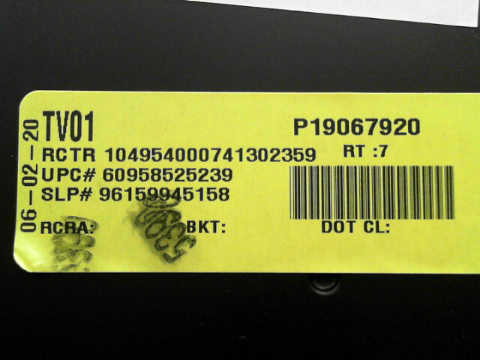 06-02-20
TV01
P19067920
RCTR 104954000741302359
RT :7
UPC# 60958525239
SLP# 96159945158
RCRA:
BKT:
DOT CL: